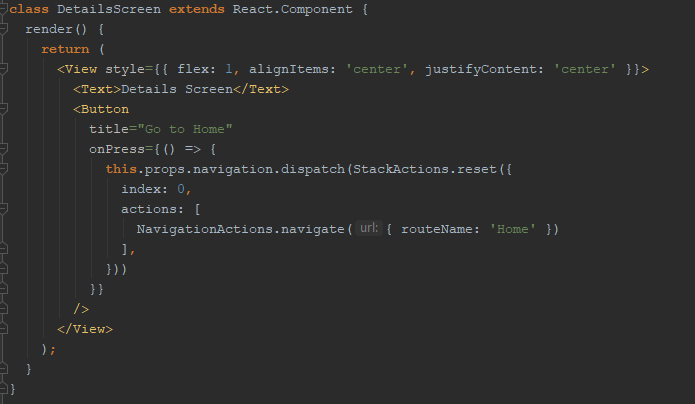 class DetailsScreen extends React.Component {
  render() {
    return (
      <View style={{ flex: 1, alignItems: 'center', justifyContent: 'center' }}>
        <Text>Details Screen</Text>
        <Button
          title="Go to Home"
          onPress={() => {
            this.props.navigation.dispatch(StackActions.reset({
              index: 0,
              actions: [
                NavigationActions.navigate( url: { routeName: 'Home' })
              ],
            }))
          }}
        />
      </View>
    );
  }
}